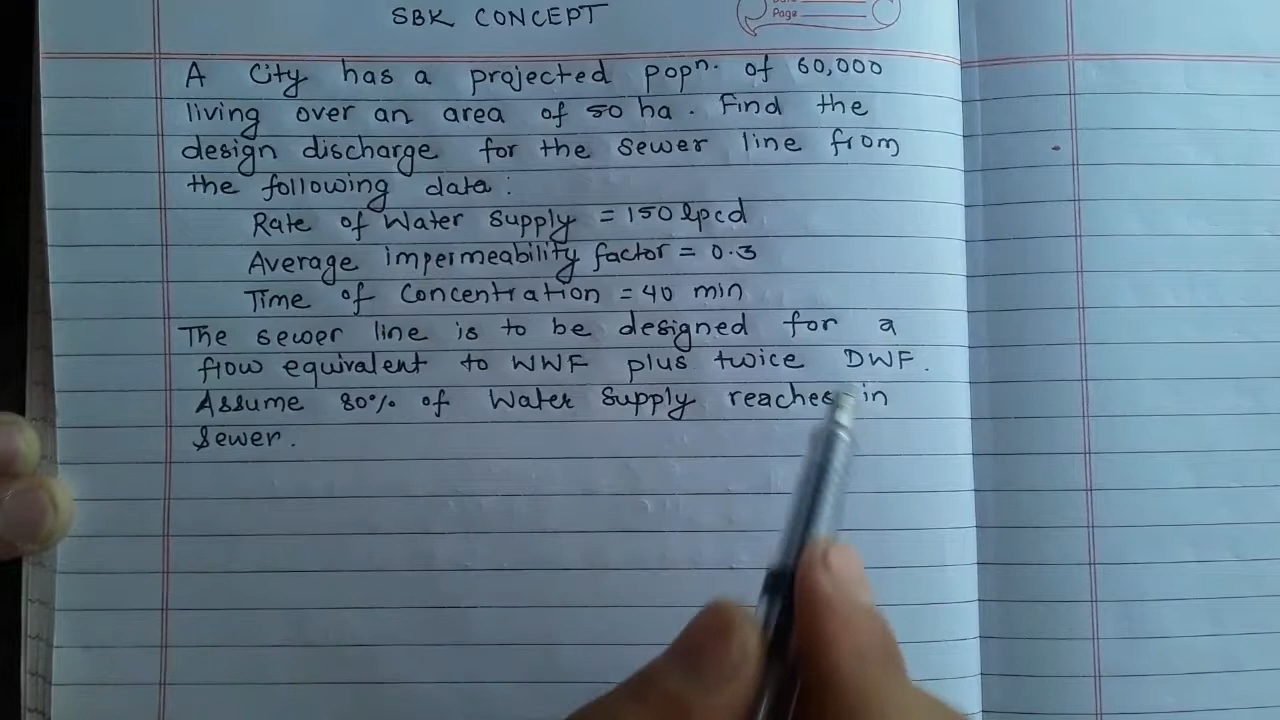 SBK CONCEPT
Page
A City has a projected popn. of 60,000
living over an area of 50 ha. Find the
design discharge for the sewer line from
the following data:
Rate of Water Supply = 150 lpcd
Average impermeability factor = 0.3
Time of Concentration = 40 min
The sewer line is to be designed for a
flow equivalent to WWF plus twice DWF.
Assume 80% of Water Supply reaches in
Sewer.